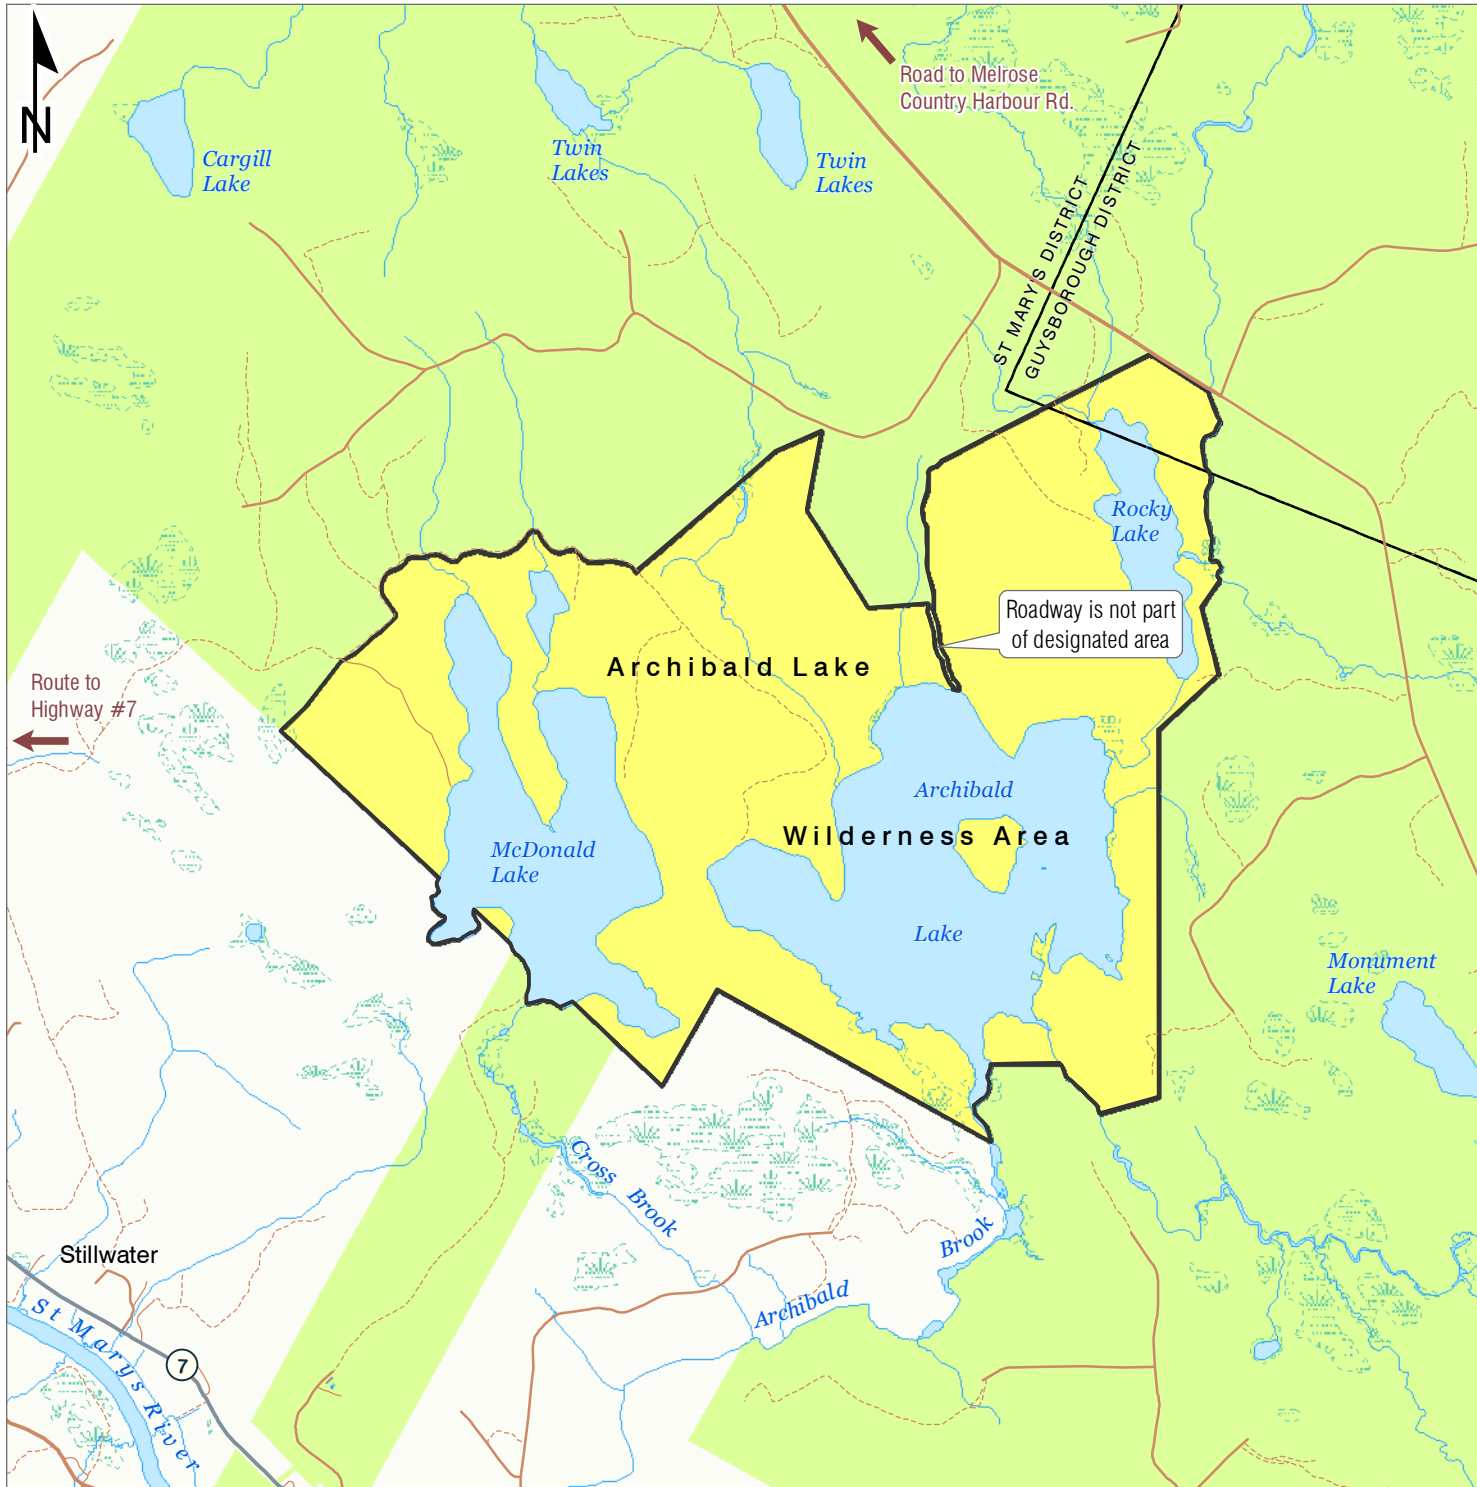 N
Road to Melrose
Country Harbour Rd.
Cargill
Lake
Twin
Lakes
Twin
Lakes
ST MARY'S DISTRICT
GUYSBOROUGH DISTRICT
Rocky
Lake
Roadway is not part
of designated area
Archibald Lake
Route to
Highway #7
Archibald
Wilderness Area
McDonald
Lake
Lake
Monument
Lake
Cross Brook
Brook
Archibald
Stillwater
St Marys River
7